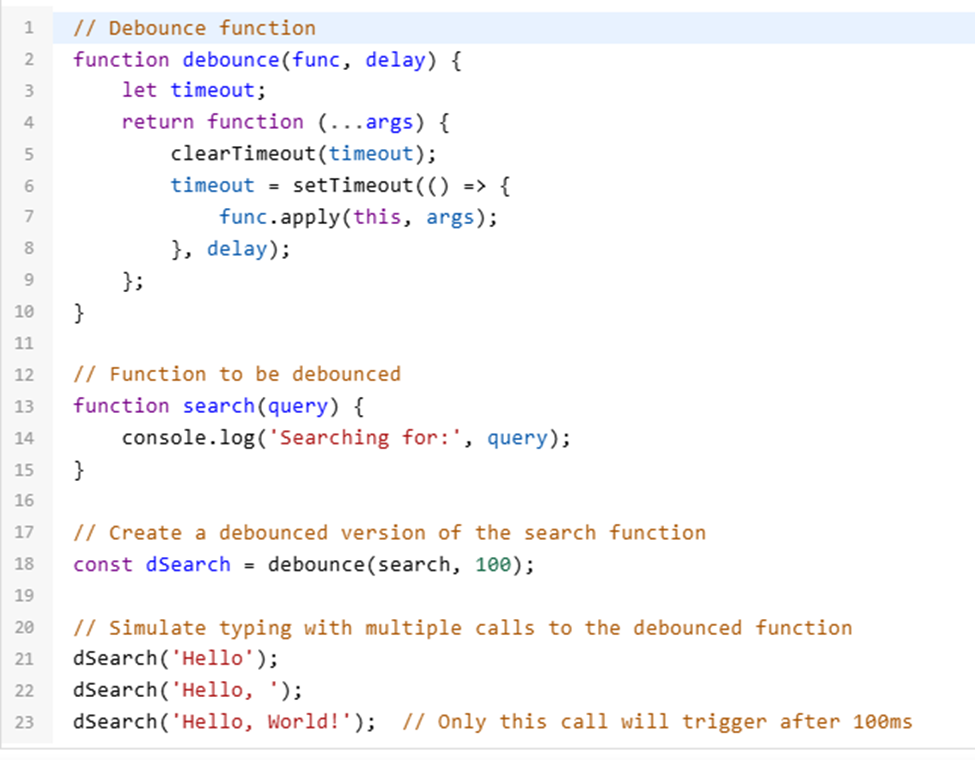 1 // Debounce function
2 function debounce(func, delay) {
3     let timeout;
4     return function (...args) {
5         clearTimeout(timeout);
6         timeout = setTimeout(() => {
7             func.apply(this, args);
8         }, delay);
9     };
10 }
11
12 // Function to be debounced
13 function search(query) {
14     console.log('Searching for:', query);
15 }
16
17 // Create a debounced version of the search function
18 const dSearch = debounce(search, 100);
19
20 // Simulate typing with multiple calls to the debounced function
21 dSearch('Hello');
22 dSearch('Hello, ');
23 dSearch('Hello, World!');  // Only this call will trigger after 100ms